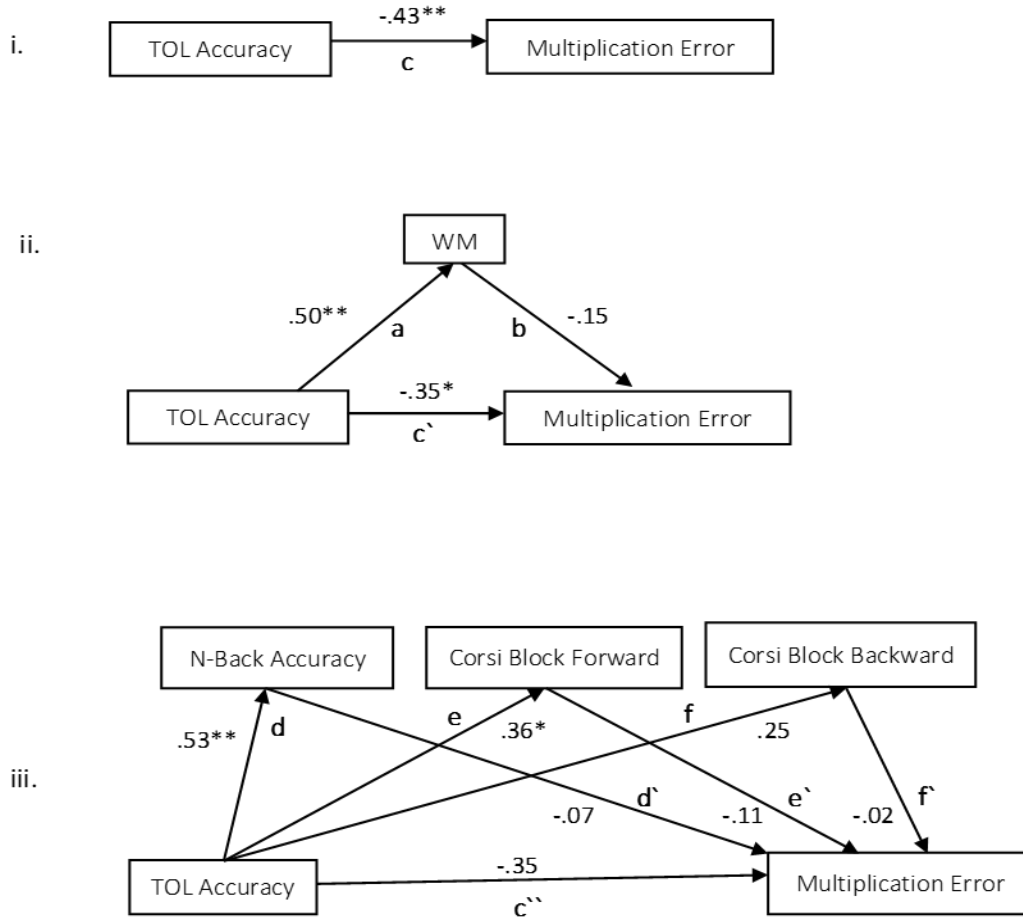 -.43**
i.
TOL Accuracy
Multiplication Error
c
ii.
WM
.50**
a
b
-.15
-.35*
TOL Accuracy
Multiplication Error
c`
N-Back Accuracy
Corsi Block Forward
Corsi Block Backward
.53**
d
e
.36*
f
.25
iii.
-.07
d`
-.11
e`
-.02
f`
-.35
TOL Accuracy
Multiplication Error
c``